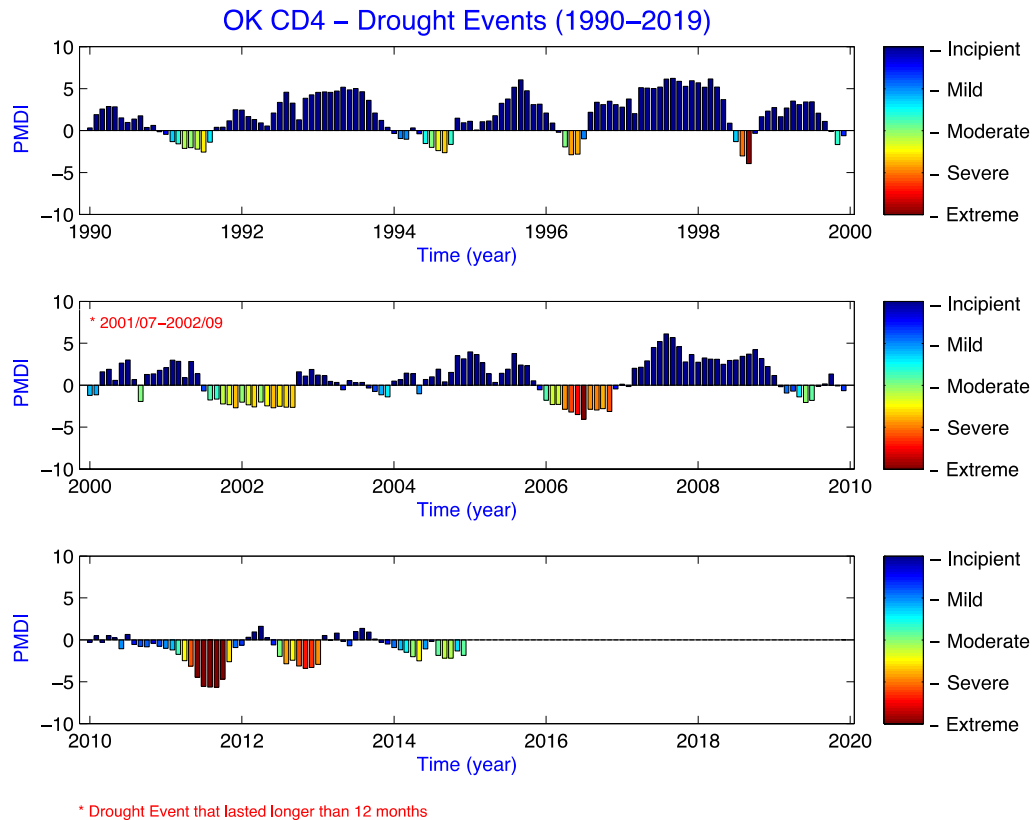 OK CD4 − Drought Events (1990−2019)
10
5
0
−5
−10
PMDI
1990 1992 1994 1996 1998 2000
Time (year)
− Incipient
− Mild
− Moderate
− Severe
− Extreme
* 2001/07−2002/09
10
5
0
−5
−10
PMDI
2000 2002 2004 2006 2008 2010
Time (year)
− Incipient
− Mild
− Moderate
− Severe
− Extreme
10
5
0
−5
−10
PMDI
2010 2012 2014 2016 2018 2020
Time (year)
− Incipient
− Mild
− Moderate
− Severe
− Extreme
* Drought Event that lasted longer than 12 months